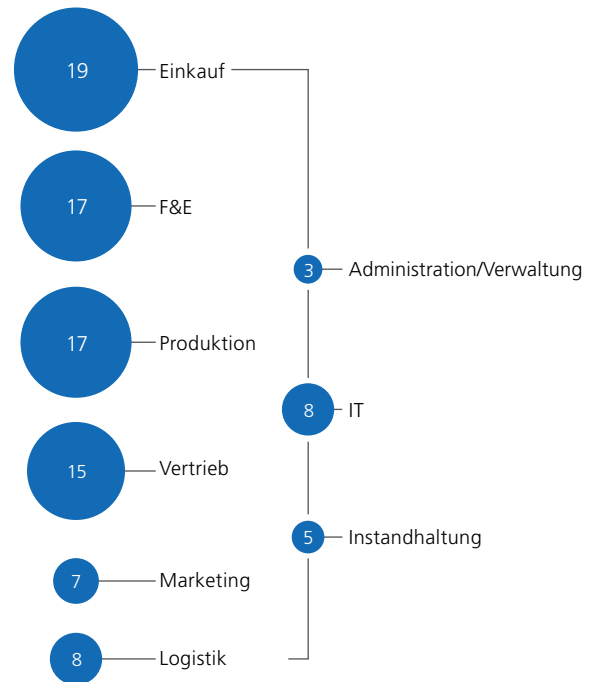 19 Einkauf
17 F&E
3 Administration/Verwaltung
17 Produktion
8 IT
15 Vertrieb
5 Instandhaltung
7 Marketing
8 Logistik